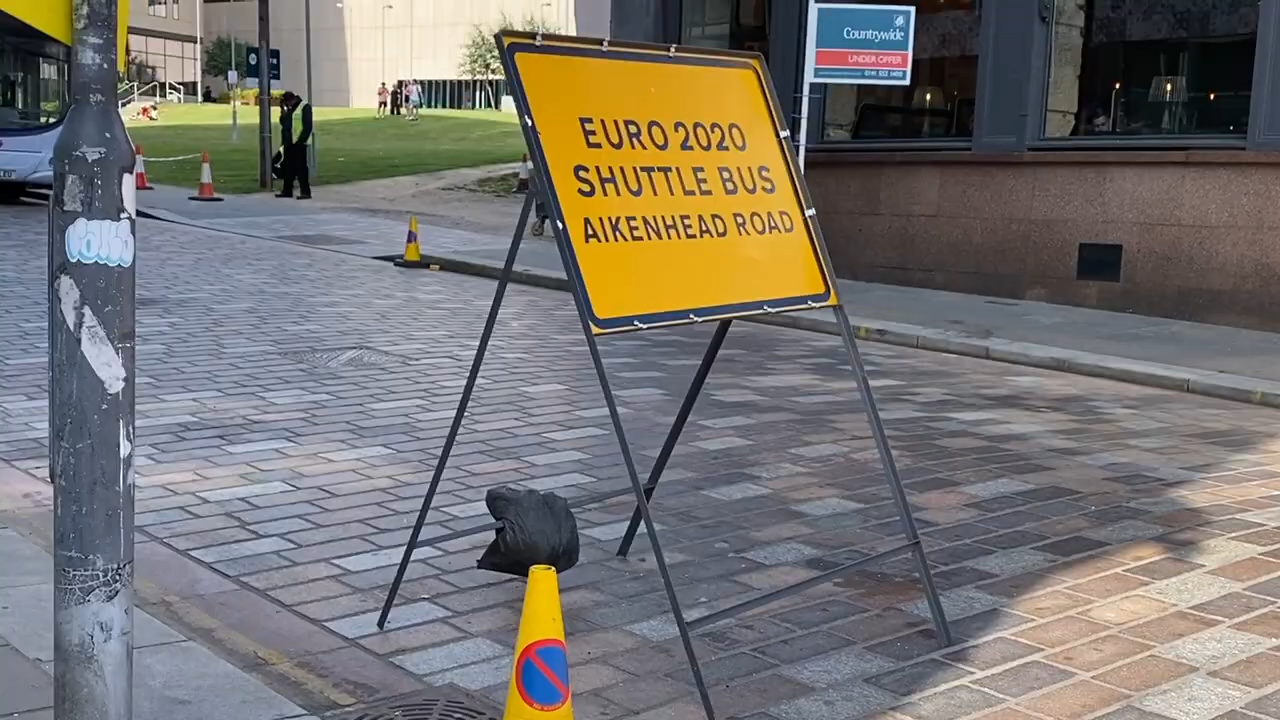 EURO 2020
SHUTTLE BUS
AIKENHEAD ROAD
Countrywide
UNDER OFFER